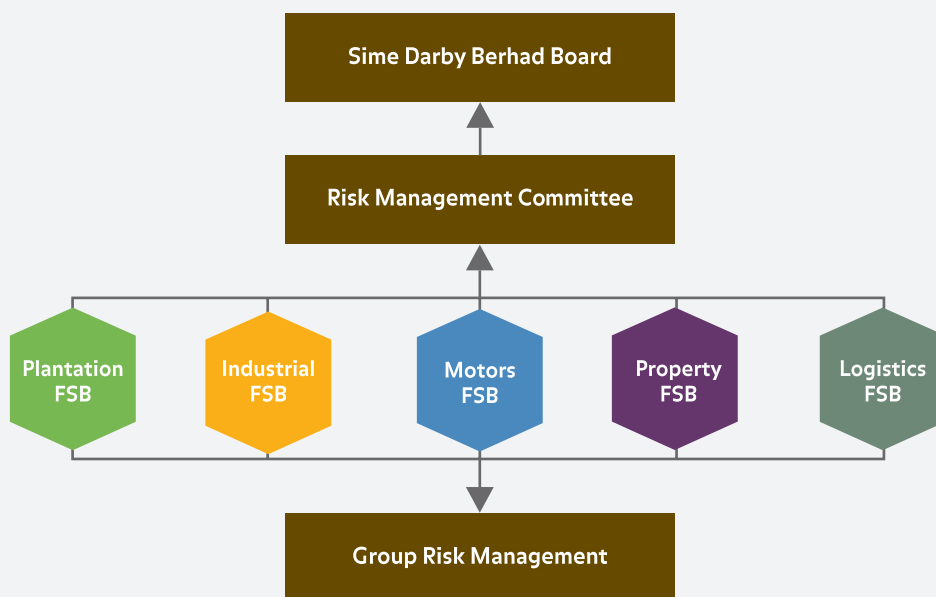 Sime Darby Berhad Board
Risk Management Committee
Plantation
FSB
Industrial
FSB
Motors
FSB
Property
FSB
Logistics
FSB
Group Risk Management